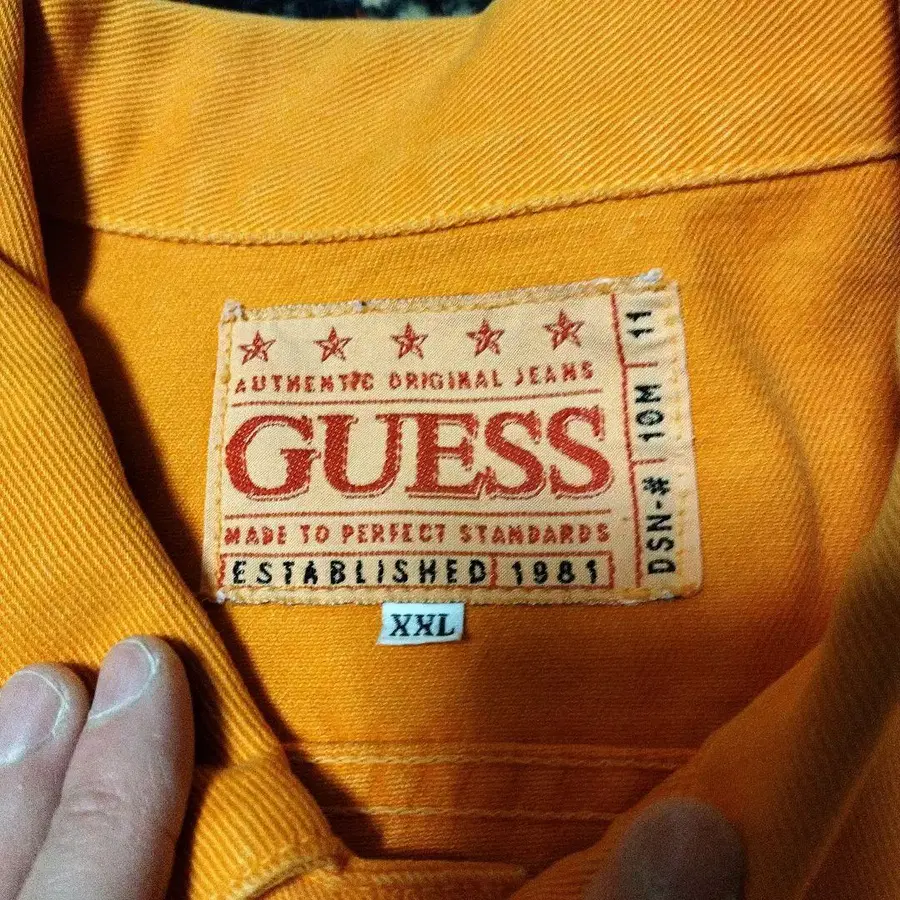 AUTHENTIC ORIGINAL JEANS
GUESS
MADE TO PERFECT STANDARDS
ESTABLISHED 1981
DSN-# 10M 11
XXL